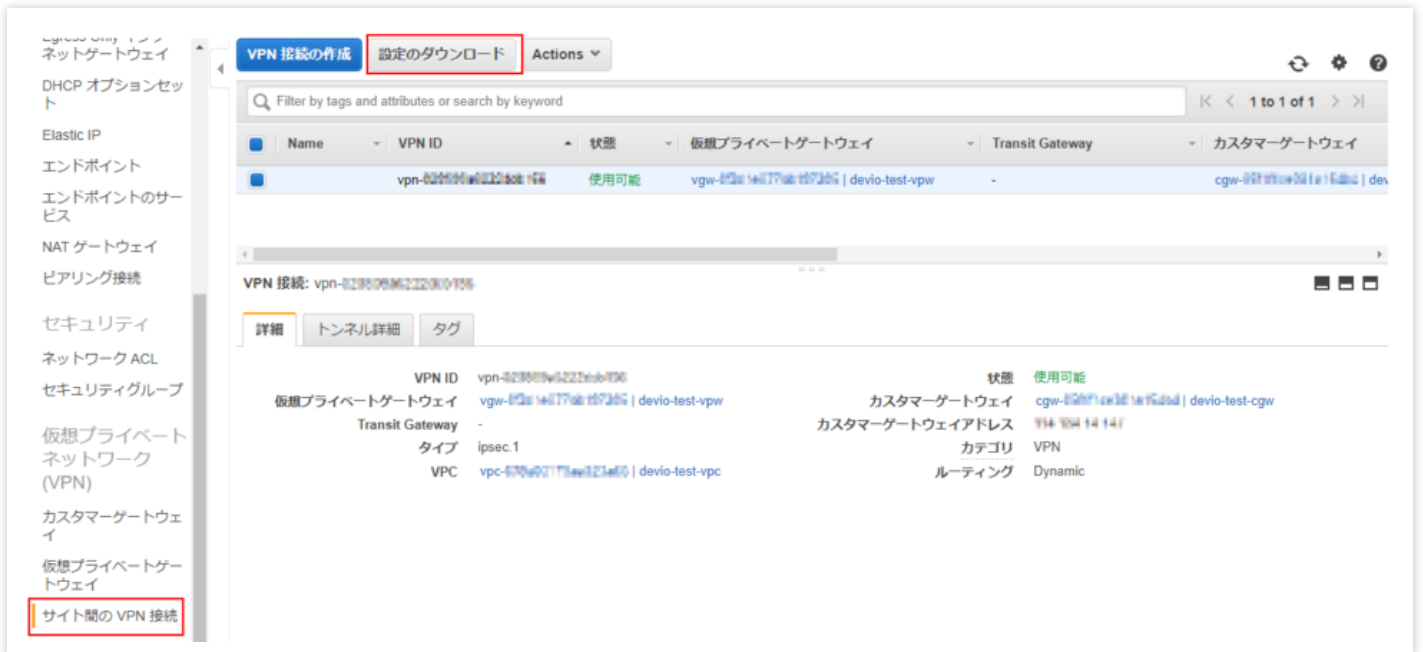 ネットゲートウェイ
DHCP オプションセッ
ト
Elastic IP
エンドポイント
エンドポイントのサー
ビス
NAT ゲートウェイ
ピアリング接続
セキュリティ
ネットワーク ACL
セキュリティグループ
仮想プライベート
ネットワーク
(VPN)
カスタマーゲートウェ
イ
仮想プライベートゲー
トウェイ
サイト間の VPN 接続
VPN 接続の作成 設定のダウンロード Actions
Filter by tags and attributes or search by keyword 1 to 1 of 1
Name VPN ID 状態 仮想プライベートゲートウェイ Transit Gateway カスタマーゲートウェイ
vpn- 使用可能 vgw- | devio-test-vpw - cgw- | dev
VPN 接続: vpn-
詳細 トンネル詳細 タグ
VPN ID vpn- 状態 使用可能
仮想プライベートゲートウェイ vgw- | devio-test-vpw カスタマーゲートウェイ cgw- | devio-test-cgw
Transit Gateway - カスタマーゲートウェイアドレス
タイプ ipsec.1 カテゴリ VPN
VPC vpc- | devio-test-vpc ルーティング Dynamic